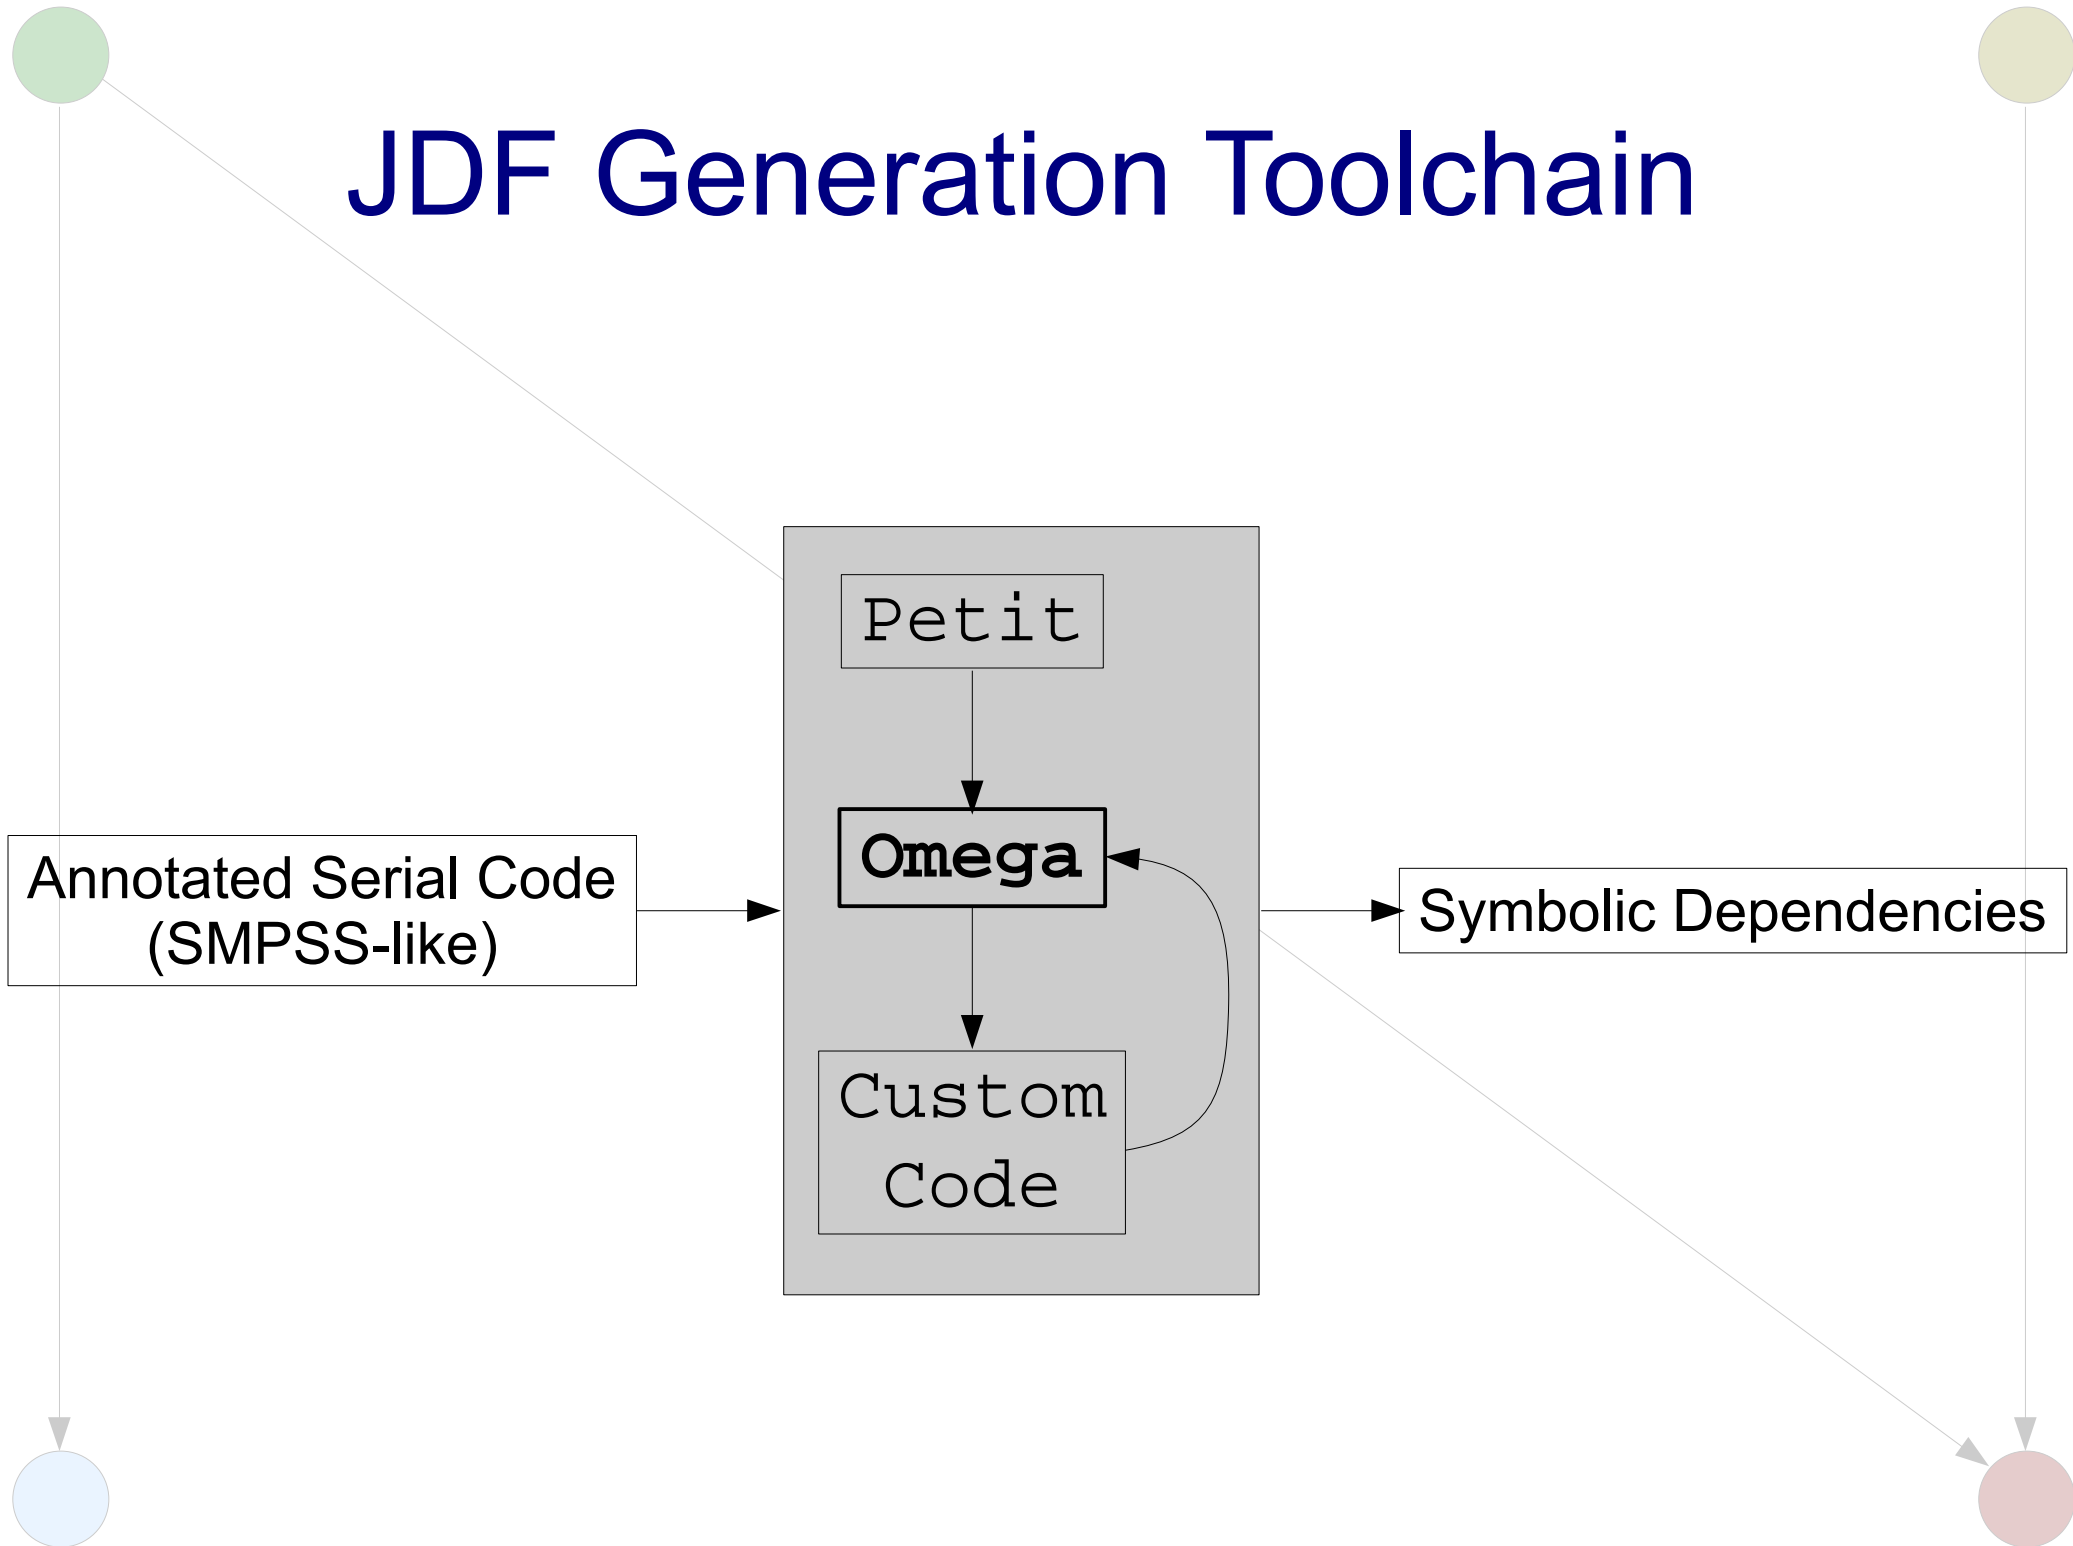 JDF Generation Toolchain
Petit
Omega
Annotated Serial Code
(SMPSS-like)
Symbolic Dependencies
Custom
Code